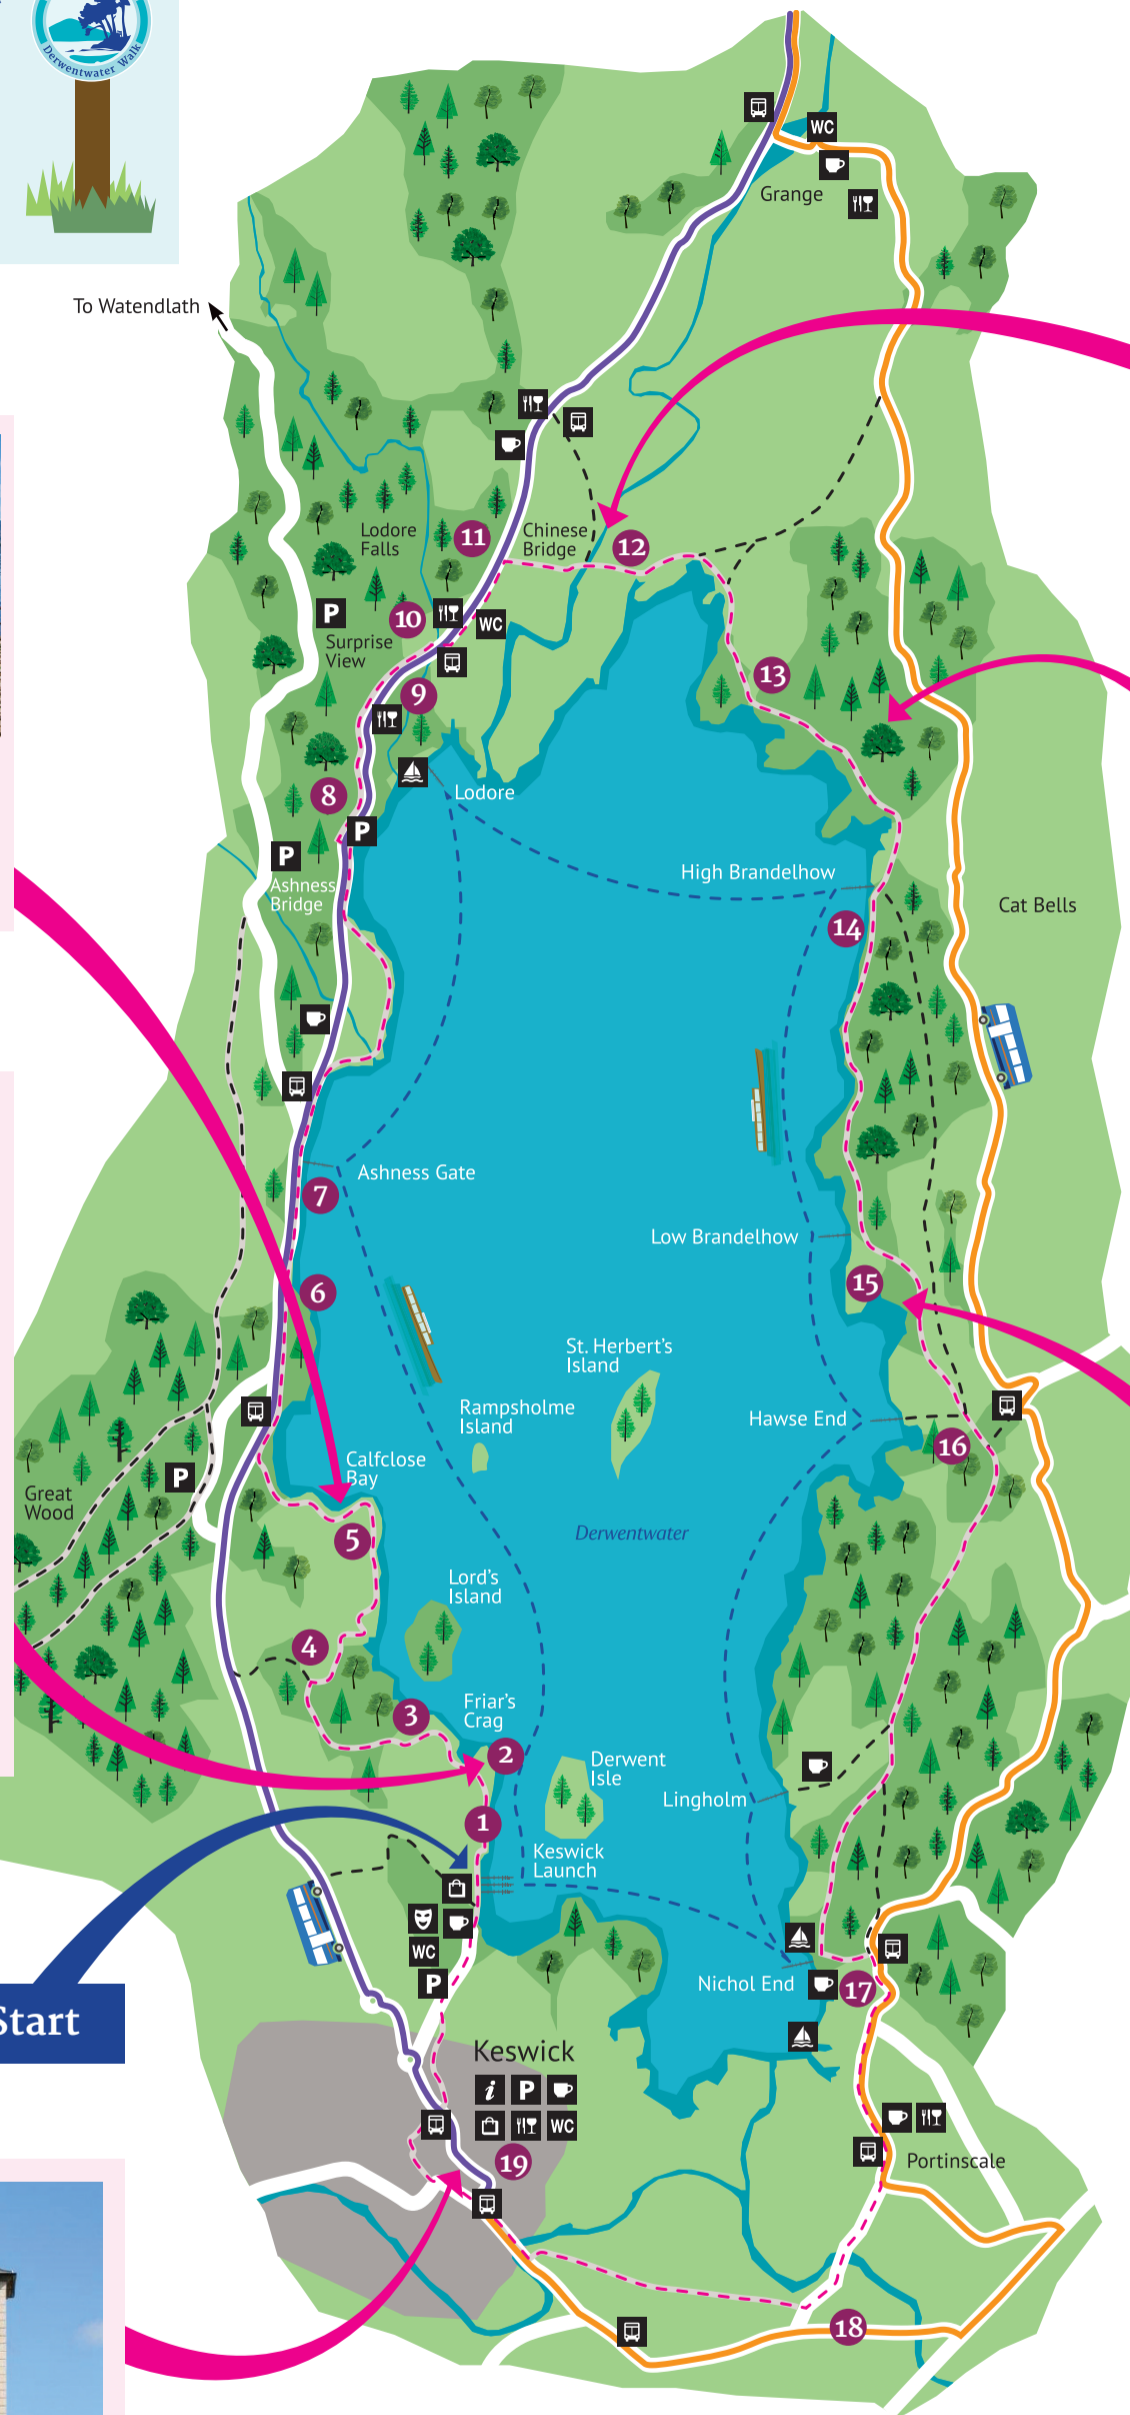 Derwentwater Walk
WC
Grange
To Watendlath
11
Chinese
Bridge
12
Lodore
Falls
10
WC
P
Surprise
View
13
9
8
Lodore
P
P
Ashness
Bridge
High Brandelhow
Cat Bells
14
Ashness Gate
7
Low Brandelhow
6
15
St. Herbert's
Island
Rampsholme
Island
Hawse End
16
Calfclose
Bay
P
Great
Wood
5
Derwentwater
Lord's
Island
4
Friar's
Crag
3
2
Derwent
Isle
Lingholm
1
Keswick
Launch
WC
P
Nichol End
17
Start
Keswick
i
P
WC
19
Portinscale
18